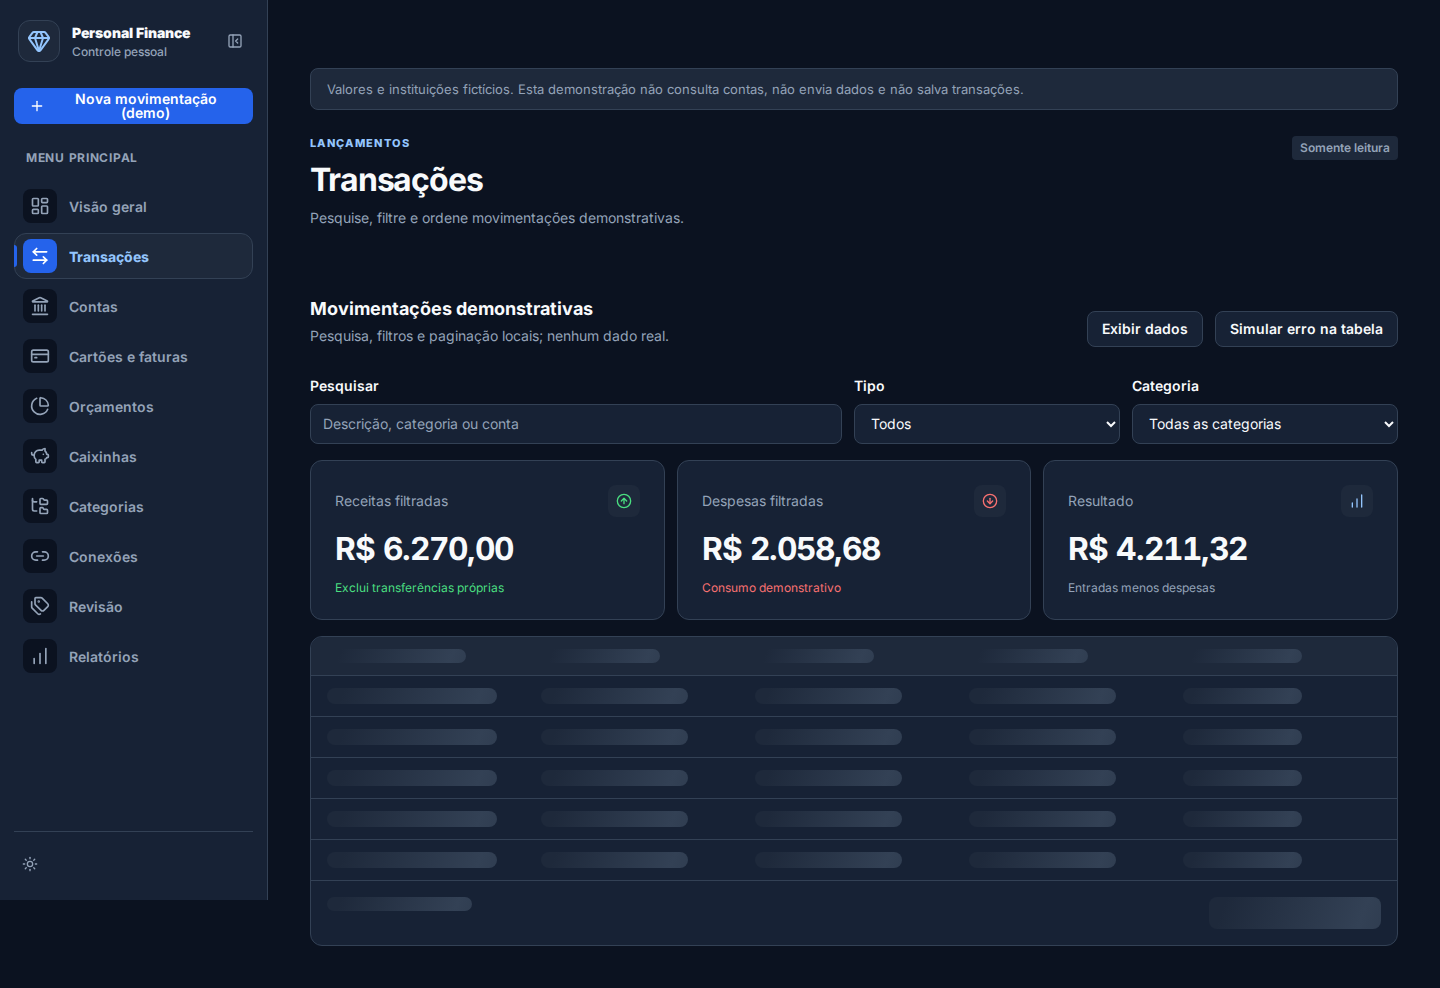 Personal Finance
Controle pessoal
Nova movimentação
(demo)
MENU PRINCIPAL
Visão geral
Transações
Contas
Cartões e faturas
Orçamentos
Caixinhas
Categorias
Conexões
Revisão
Relatórios
Valores e instituições fictícios. Esta demonstração não consulta contas, não envia dados e não salva transações.
LANÇAMENTOS
Somente leitura
Transações
Pesquise, filtre e ordene movimentações demonstrativas.
Movimentações demonstrativas
Pesquisa, filtros e paginação locais; nenhum dado real.
Exibir dados
Simular erro na tabela
Pesquisar
Tipo
Categoria
Descrição, categoria ou conta
Todos
Todas as categorias
Receitas filtradas
R$ 6.270,00
Exclui transferências próprias
Despesas filtradas
R$ 2.058,68
Consumo demonstrativo
Resultado
R$ 4.211,32
Entradas menos despesas